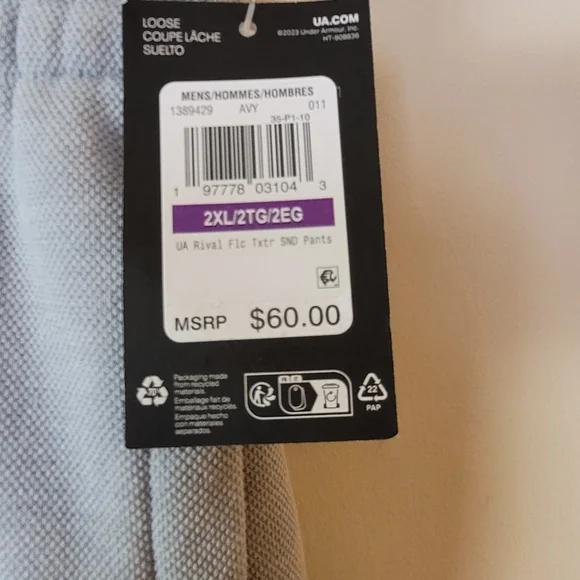 LOOSE
COUPE LÂCHE
SUELTO
UA.COM
©2023 Under Armour, Inc.
HT-808836
MENS/HOMMES/HOMBRES
1389429 AVY 011
35-P1-10
1 97778 03104 3
2XL/2TG/2EG
UA Rival Flc Txtr SND Pants
MSRP $60.00
Packaging made
from recycled
materials.
Emballage fait de
matériaux recyclés.
Empaque hecho
con materiales
separados.
22
PAP